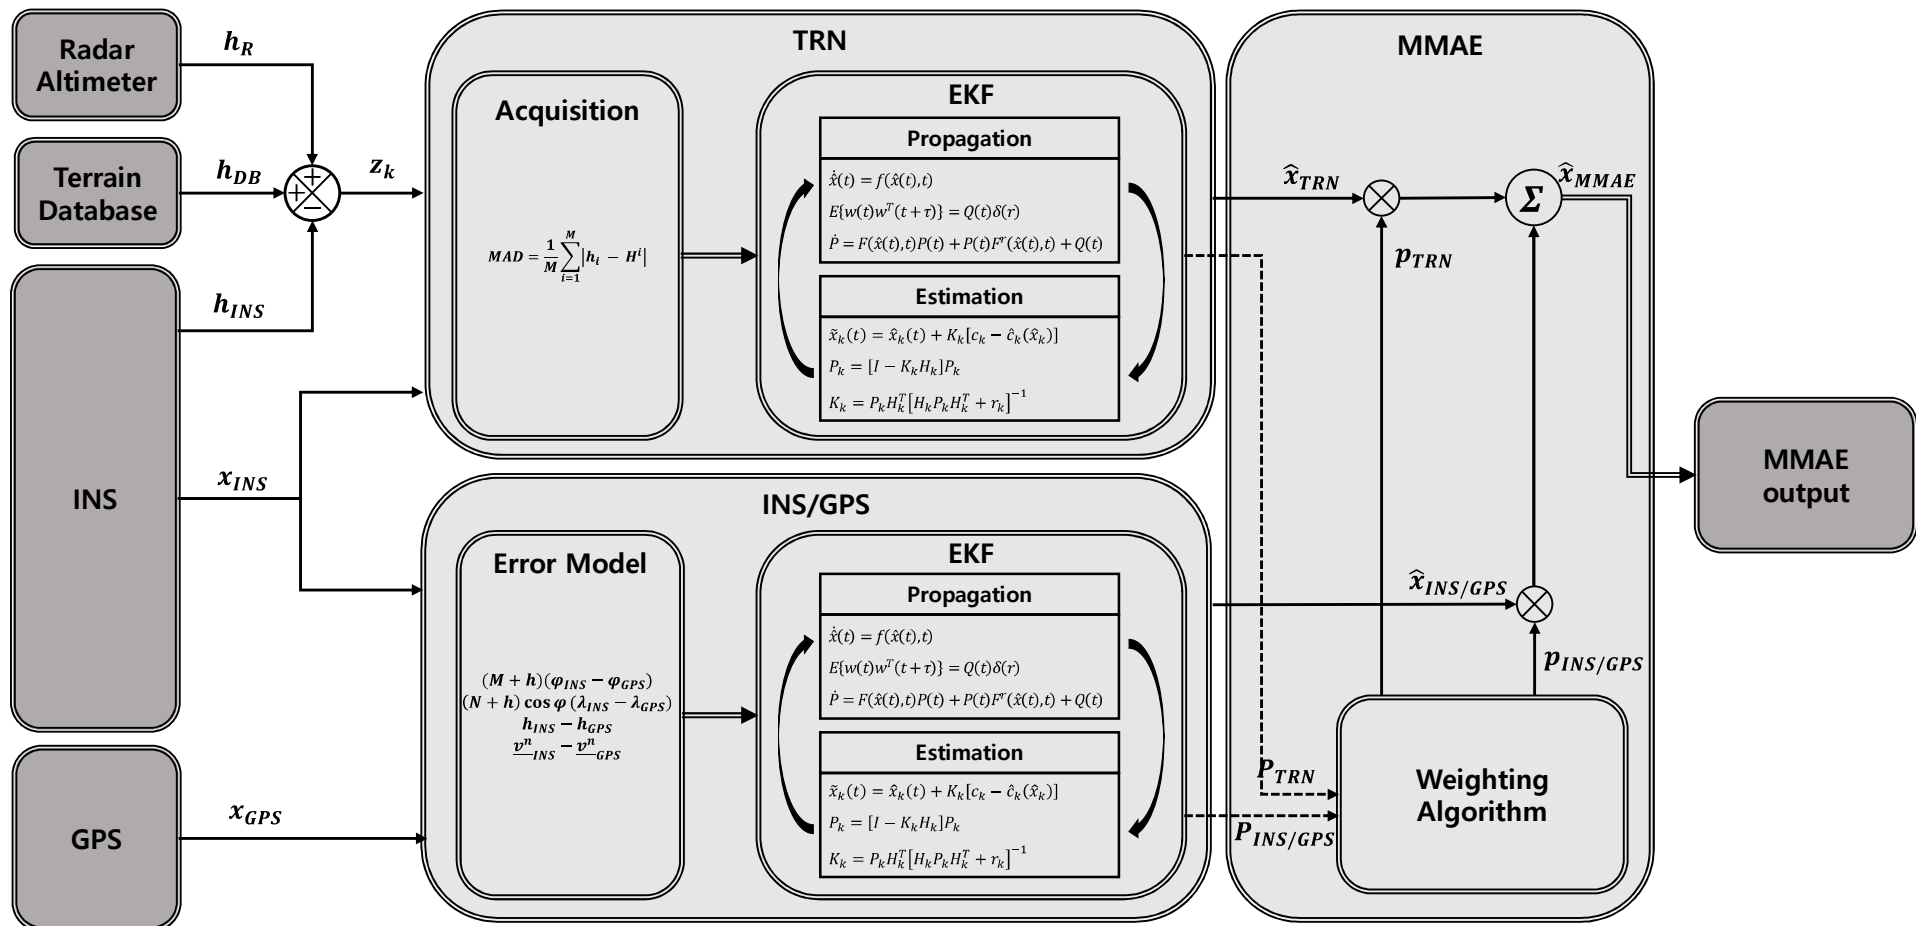 Radar
Altimeter
Terrain
Database
INS
GPS
h_R
h_DB
h_INS
+
+
−
z_k
x_INS
x_GPS
TRN
Acquisition
MAD = 1/M ∑_{i=1}^{M} |h_i − H^i|
EKF
Propagation
ẋ̂(t) = f(x̂(t),t)
E{w(t)w^T(t+τ)} = Q(t)δ(r)
Ṗ = F(x̂(t),t)P(t) + P(t)F^r(x̂(t),t) + Q(t)
Estimation
x̃_k(t) = x̂_k(t) + K_k[c_k − ĉ_k(x̂_k)]
P_k = [I − K_kH_k]P_k
K_k = P_kH_k^T[H_kP_kH_k^T + r_k]^{−1}
INS/GPS
Error Model
(M + h)(φ_INS − φ_GPS)
(N + h) cos φ (λ_INS − λ_GPS)
h_INS − h_GPS
v^n_INS − v^n_GPS
EKF
Propagation
ẋ̂(t) = f(x̂(t),t)
E{w(t)w^T(t+τ)} = Q(t)δ(r)
Ṗ = F(x̂(t),t)P(t) + P(t)F^r(x̂(t),t) + Q(t)
Estimation
x̃_k(t) = x̂_k(t) + K_k[c_k − ĉ_k(x̂_k)]
P_k = [I − K_kH_k]P_k
K_k = P_kH_k^T[H_kP_kH_k^T + r_k]^{−1}
MMAE
x̂_TRN
Σ
x̂_MMAE
p_TRN
x̂_INS/GPS
p_INS/GPS
P_TRN
P_INS/GPS
Weighting
Algorithm
MMAE
output